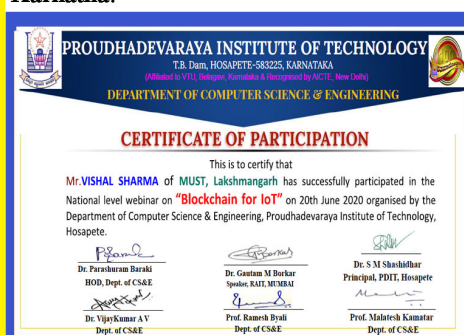 Karnatka.
PROUDHADEVARAYA INSTITUTE OF TECHNOLOGY
T.B. Dam, HOSAPETE-583225, KARNATAKA
(Affiliated to VTU, Belagavi, Karnataka & Recognised by AICTE, New Delhi)
DEPARTMENT OF COMPUTER SCIENCE & ENGINEERING
CERTIFICATE OF PARTICIPATION
This is to certify that
Mr.VISHAL SHARMA of MUST, Lakshmangarh has successfully participated in the
National level webinar on "Blockchain for IoT" on 20th June 2020 organised by the
Department of Computer Science & Engineering, Proudhadevaraya Institute of Technology,
Hosapete.
Dr. Parashuram Baraki
HOD, Dept. of CS&E
Dr. Gautam M Borkar
Speaker, RAIT, MUMBAI
Dr. S M Shashidhar
Principal, PDIT, Hosapete
Dr. VijayKumar A V
Dept. of CS&E
Prof. Ramesh Byali
Dept. of CS&E
Prof. Malatesh Kamatar
Dept. of CS&E